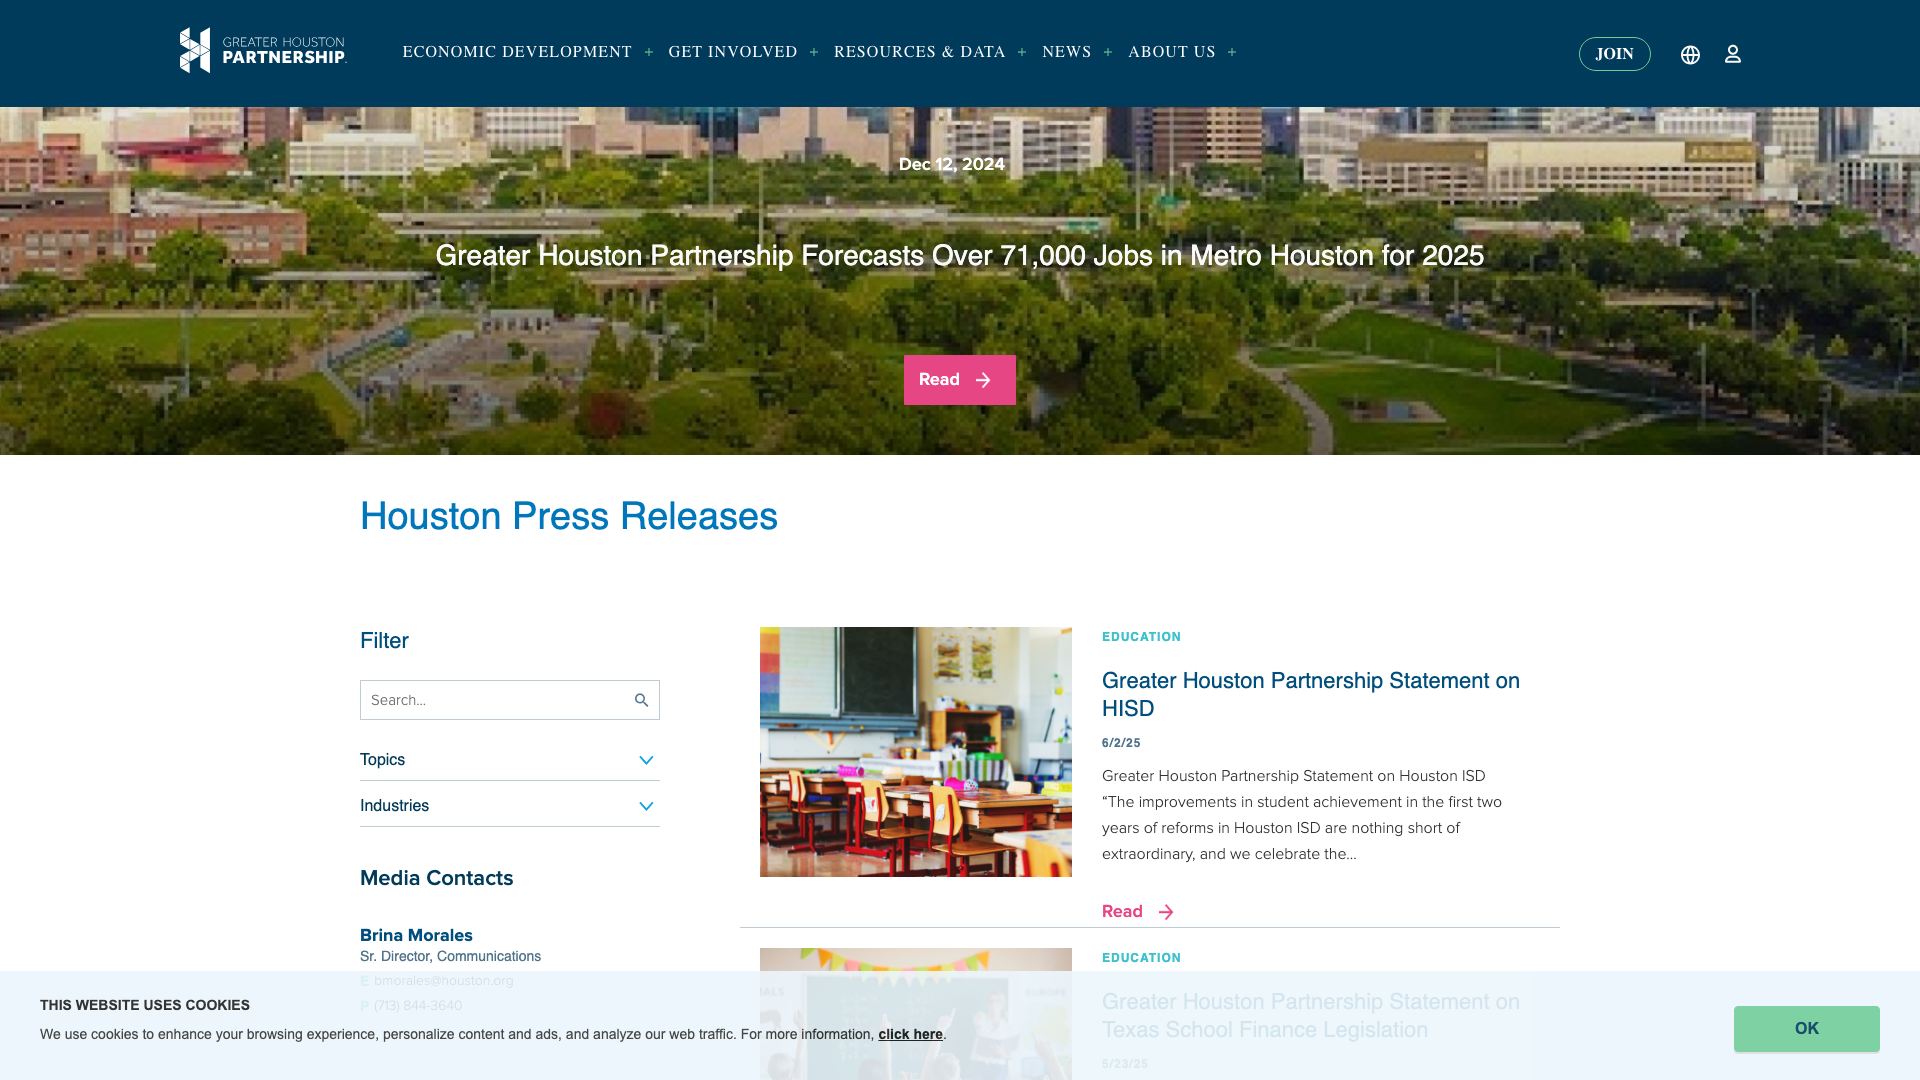 GREATER HOUSTON
PARTNERSHIP.
ECONOMIC DEVELOPMENT + GET INVOLVED + RESOURCES & DATA + NEWS + ABOUT US +
JOIN
Dec 12, 2024
Greater Houston Partnership Forecasts Over 71,000 Jobs in Metro Houston for 2025
Read
Houston Press Releases
Filter
Search...
Topics
Industries
Media Contacts
Brina Morales
Sr. Director, Communications
E bmorales@houston.org
P (713) 844-3640
EDUCATION
Greater Houston Partnership Statement on
HISD
6/2/25
Greater Houston Partnership Statement on Houston ISD
“The improvements in student achievement in the first two
years of reforms in Houston ISD are nothing short of
extraordinary, and we celebrate the...
Read
EDUCATION
Greater Houston Partnership Statement on
Texas School Finance Legislation
5/23/25
THIS WEBSITE USES COOKIES
We use cookies to enhance your browsing experience, personalize content and ads, and analyze our web traffic. For more information, click here.
OK